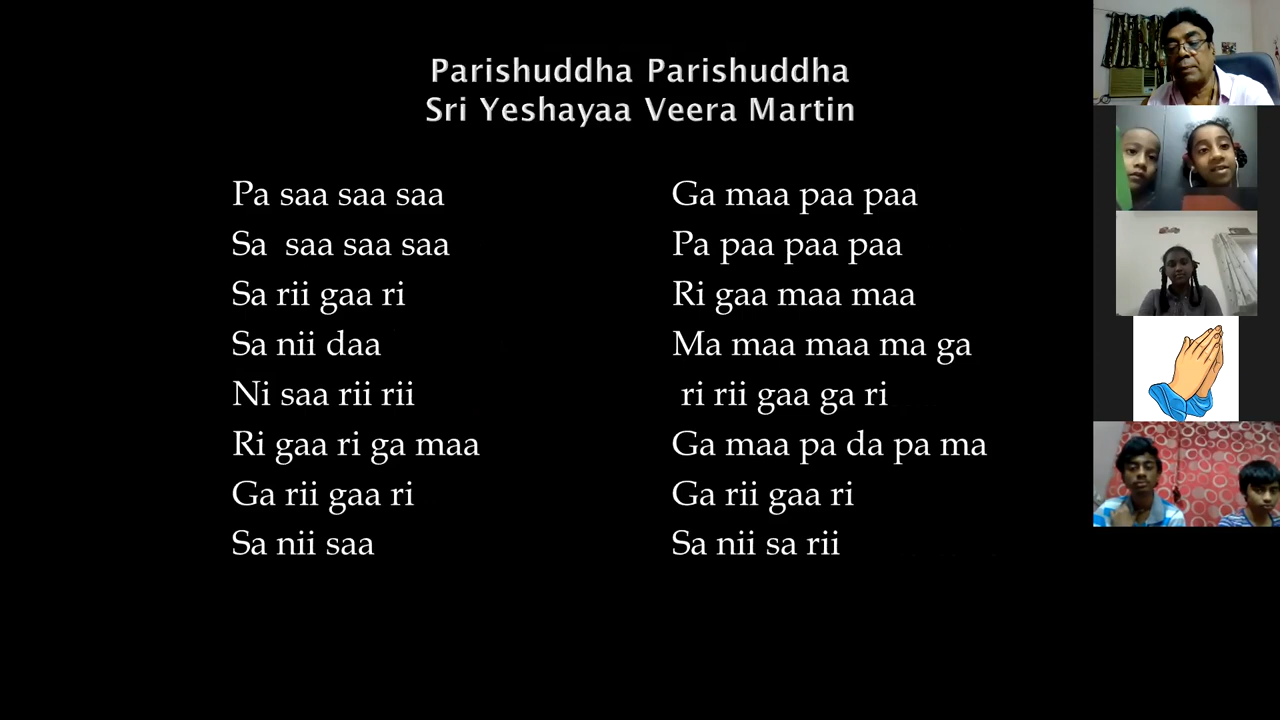 Parishuddha Parishuddha
Sri Yeshayaa Veera Martin
Pa saa saa saa
Sa saa saa saa
Sa rii gaa ri
Sa nii daa
Ni saa rii rii
Ri gaa ri ga maa
Ga rii gaa ri
Sa nii saa
Ga maa paa paa
Pa paa paa paa
Ri gaa maa maa
Ma maa maa ma ga
ri rii gaa ga ri
Ga maa pa da pa ma
Ga rii gaa ri
Sa nii sa rii